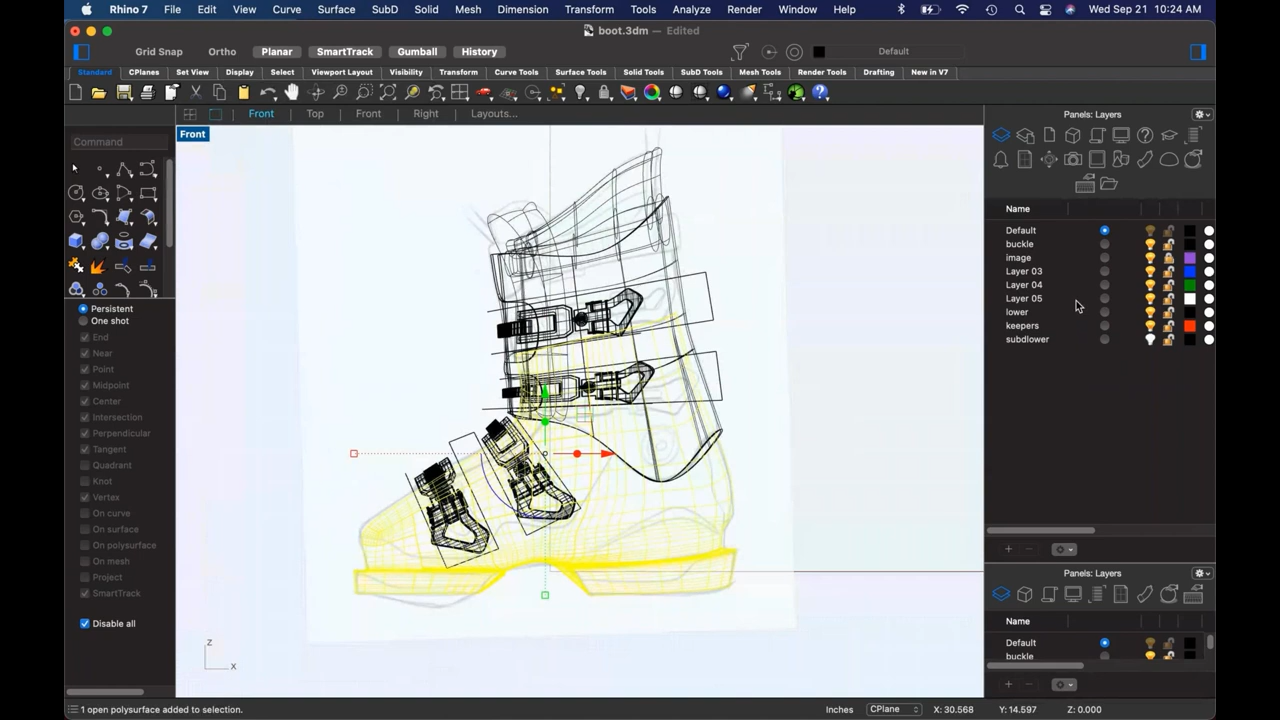 Rhino 7 File Edit View Curve Surface SubD Solid Mesh Dimension Transform Tools Analyze Render Window Help Wed Sep 21 10:24 AM
boot.3dm — Edited
Grid Snap Ortho Planar SmartTrack Gumball History Default
Standard CPlanes Set View Display Select Viewport Layout Visibility Transform Curve Tools Surface Tools Solid Tools SubD Tools Mesh Tools Render Tools Drafting New in V7
Front Top Front Right Layouts...
Panels: Layers
Front
Command
Name
Default
buckle
image
Layer 03
Layer 04
Layer 05
lower
keepers
subdlower
Persistent
One shot
End
Near
Point
Midpoint
Center
Intersection
Perpendicular
Tangent
Quadrant
Knot
Vertex
On curve
On surface
On polysurface
On mesh
Project
SmartTrack
Disable all
Panels: Layers
Name
Default
buckle
Z
X
1 open polysurface added to selection. Inches CPlane X: 30.568 Y: 14.597 Z: 0.000